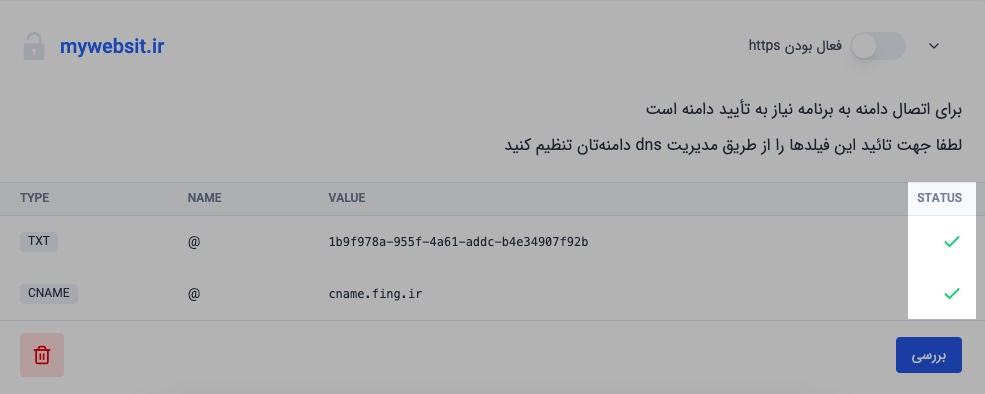 mywebsit.ir
فعال بودن https
برای اتصال دامنه به برنامه نیاز به تأیید دامنه است
لطفا جهت تائید این فیلدها را از طریق مدیریت dns دامنه‌تان تنظیم کنید
TYPE NAME VALUE STATUS
TXT @ 1b9f978a-955f-4a61-addc-b4e34907f92b
CNAME @ cname.fing.ir
بررسی